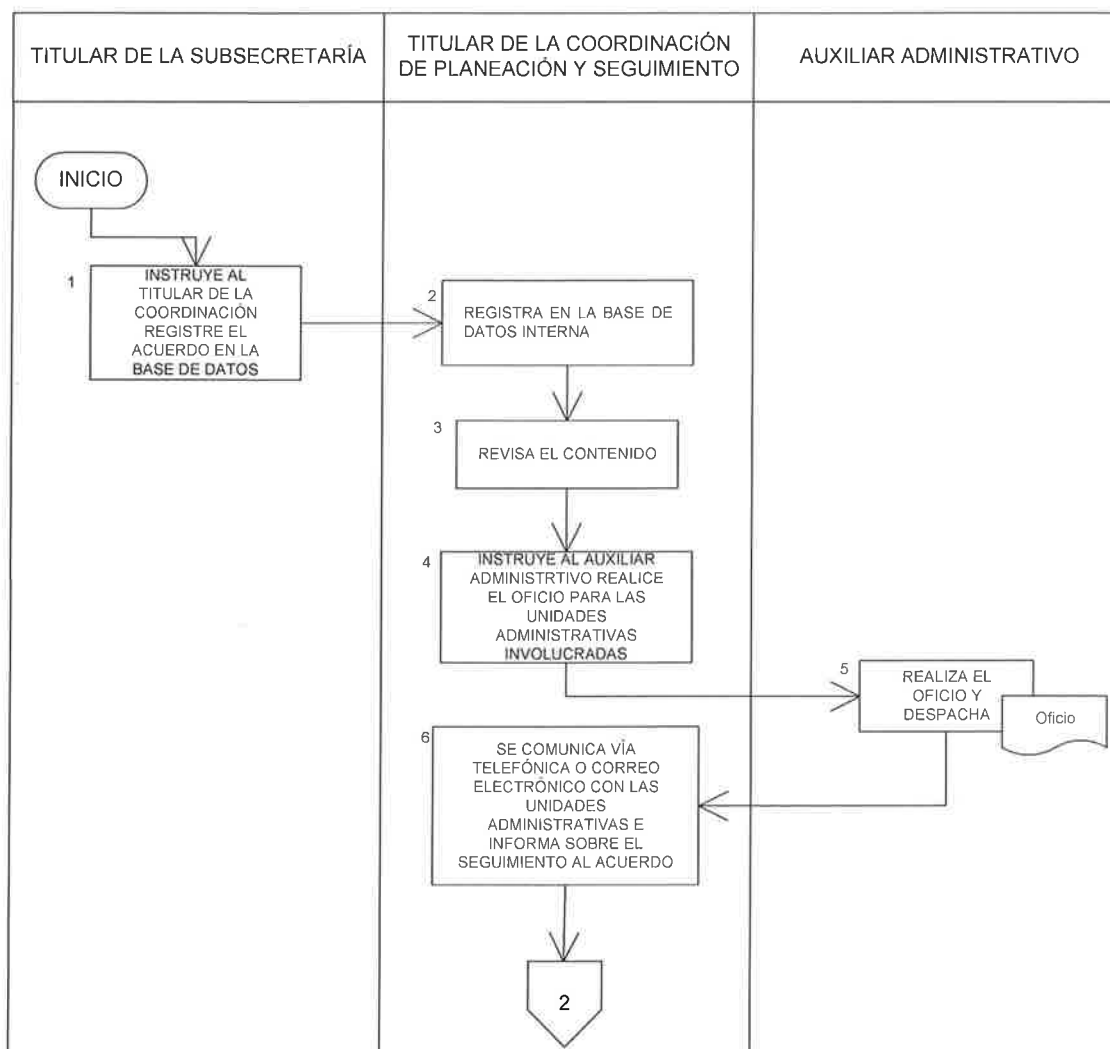 TITULAR DE LA SUBSECRETARÍA
TITULAR DE LA COORDINACIÓN
DE PLANEACIÓN Y SEGUIMIENTO
AUXILIAR ADMINISTRATIVO
INICIO
1
INSTRUYE AL
TITULAR DE LA
COORDINACIÓN
REGISTRE EL
ACUERDO EN LA
BASE DE DATOS
2
REGISTRA EN LA BASE DE
DATOS INTERNA
3
REVISA EL CONTENIDO
4
INSTRUYE AL AUXILIAR
ADMINISTRTIVO REALICE
EL OFICIO PARA LAS
UNIDADES
ADMINISTRATIVAS
INVOLUCRADAS
5
REALIZA EL
OFICIO Y
DESPACHA
Oficio
6
SE COMUNICA VÍA
TELEFÓNICA O CORREO
ELECTRÓNICO CON LAS
UNIDADES
ADMINISTRATIVAS E
INFORMA SOBRE EL
SEGUIMIENTO AL ACUERDO
2